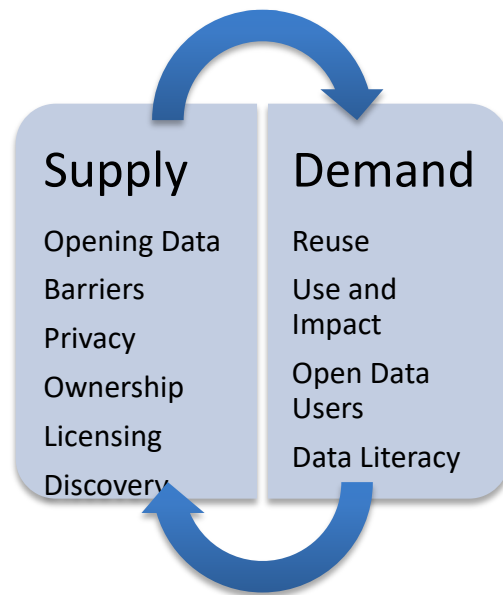 Supply
Opening Data
Barriers
Privacy
Ownership
Licensing
Discovery
Demand
Reuse
Use and
Impact
Open Data
Users
Data Literacy